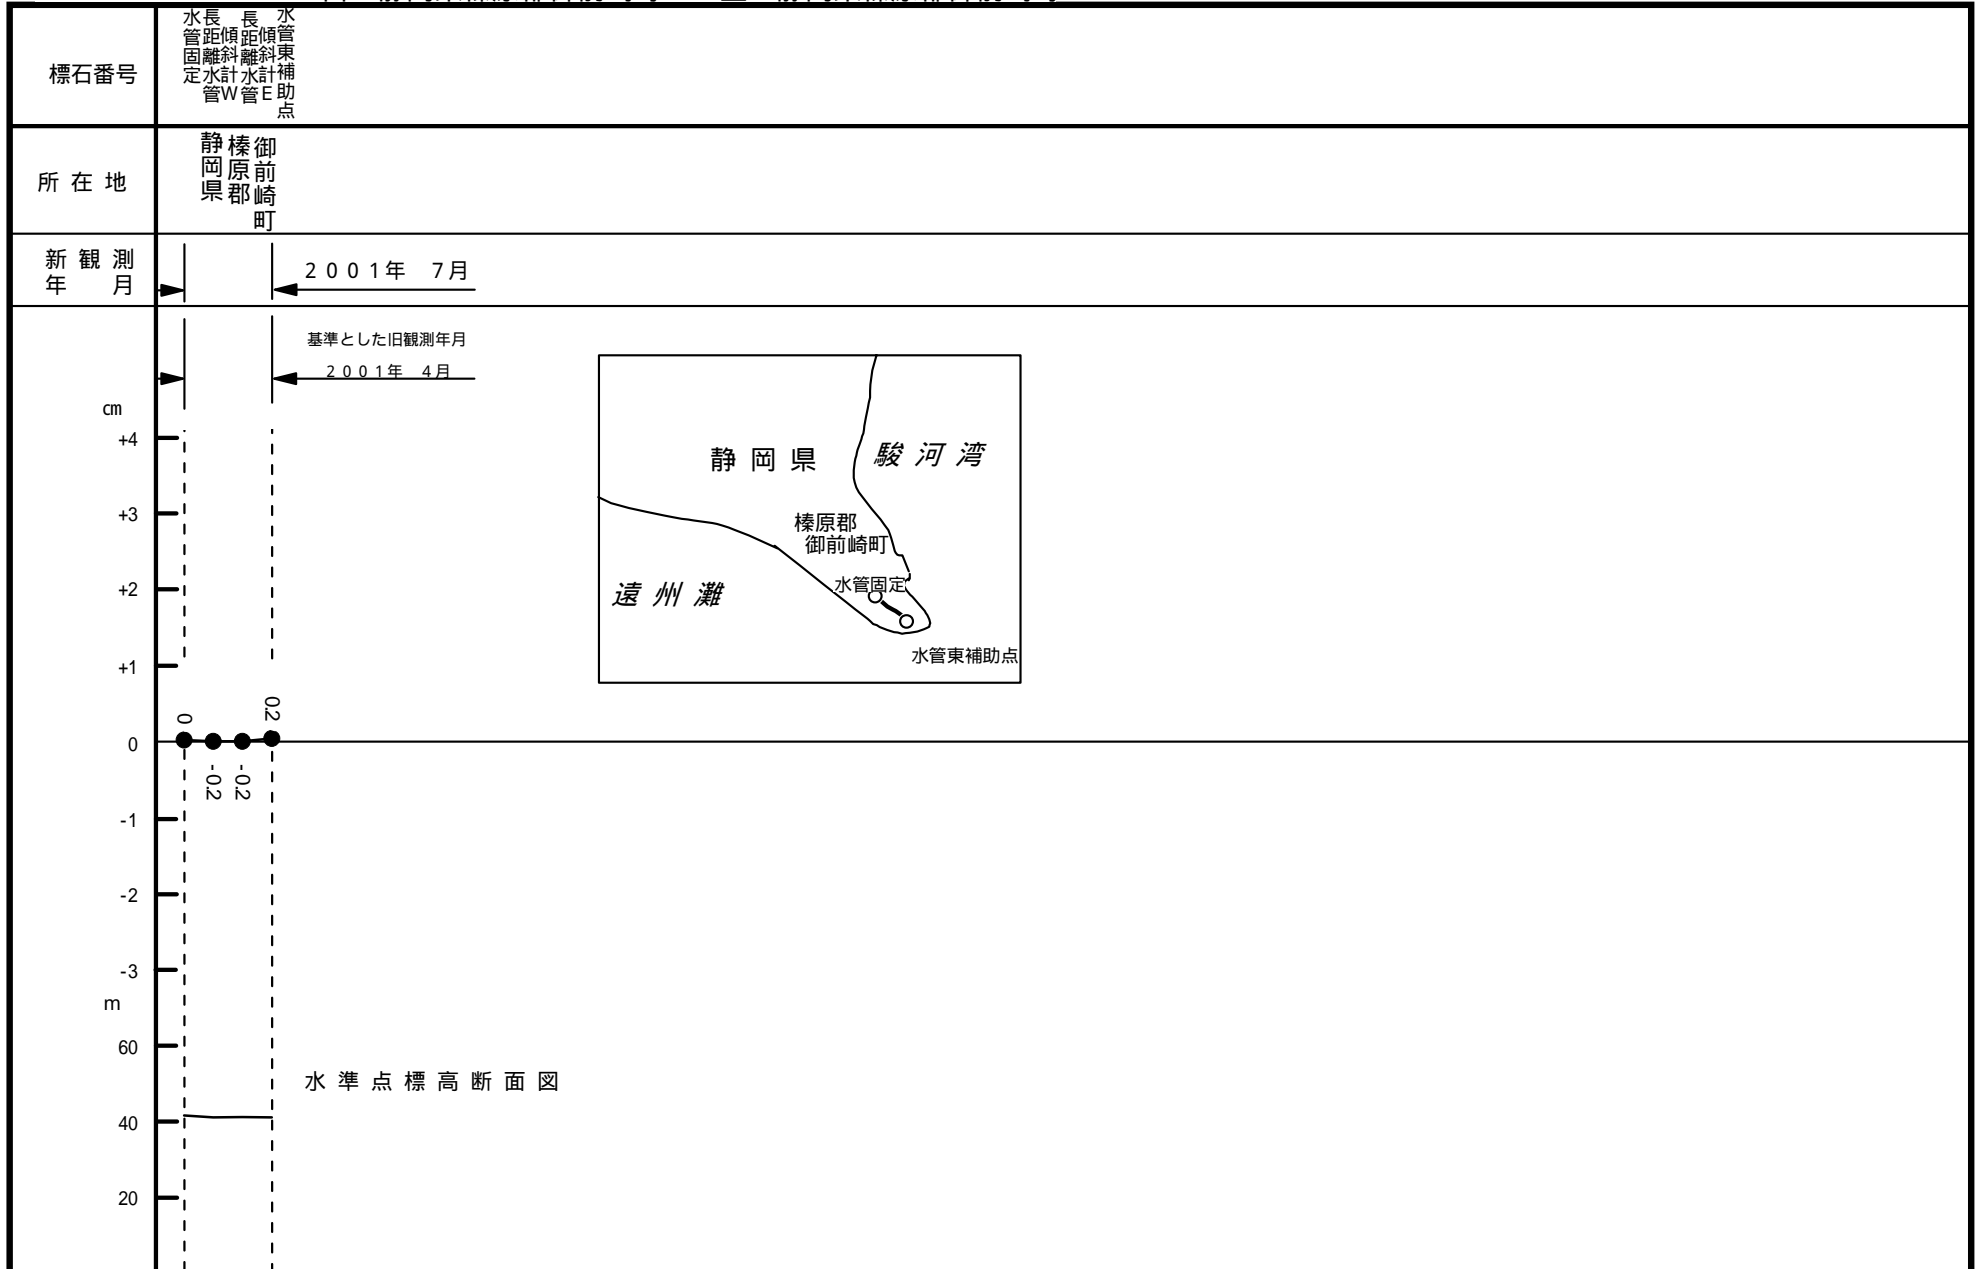 標石番号
水管固定
長距離水管
傾斜計W
長距離水管
傾斜計E
水管東補助点
所在地
静岡県
榛原郡
御前崎町
新観測
年月
2001年 7月
基準とした旧観測年月
2001年 4月
cm
+4
+3
+2
+1
0
-1
-2
-3
0
-0.2
-0.2
0.2
静岡県
駿河湾
榛原郡
御前崎町
水管固定
遠州灘
水管東補助点
m
60
40
20
水準点標高断面図